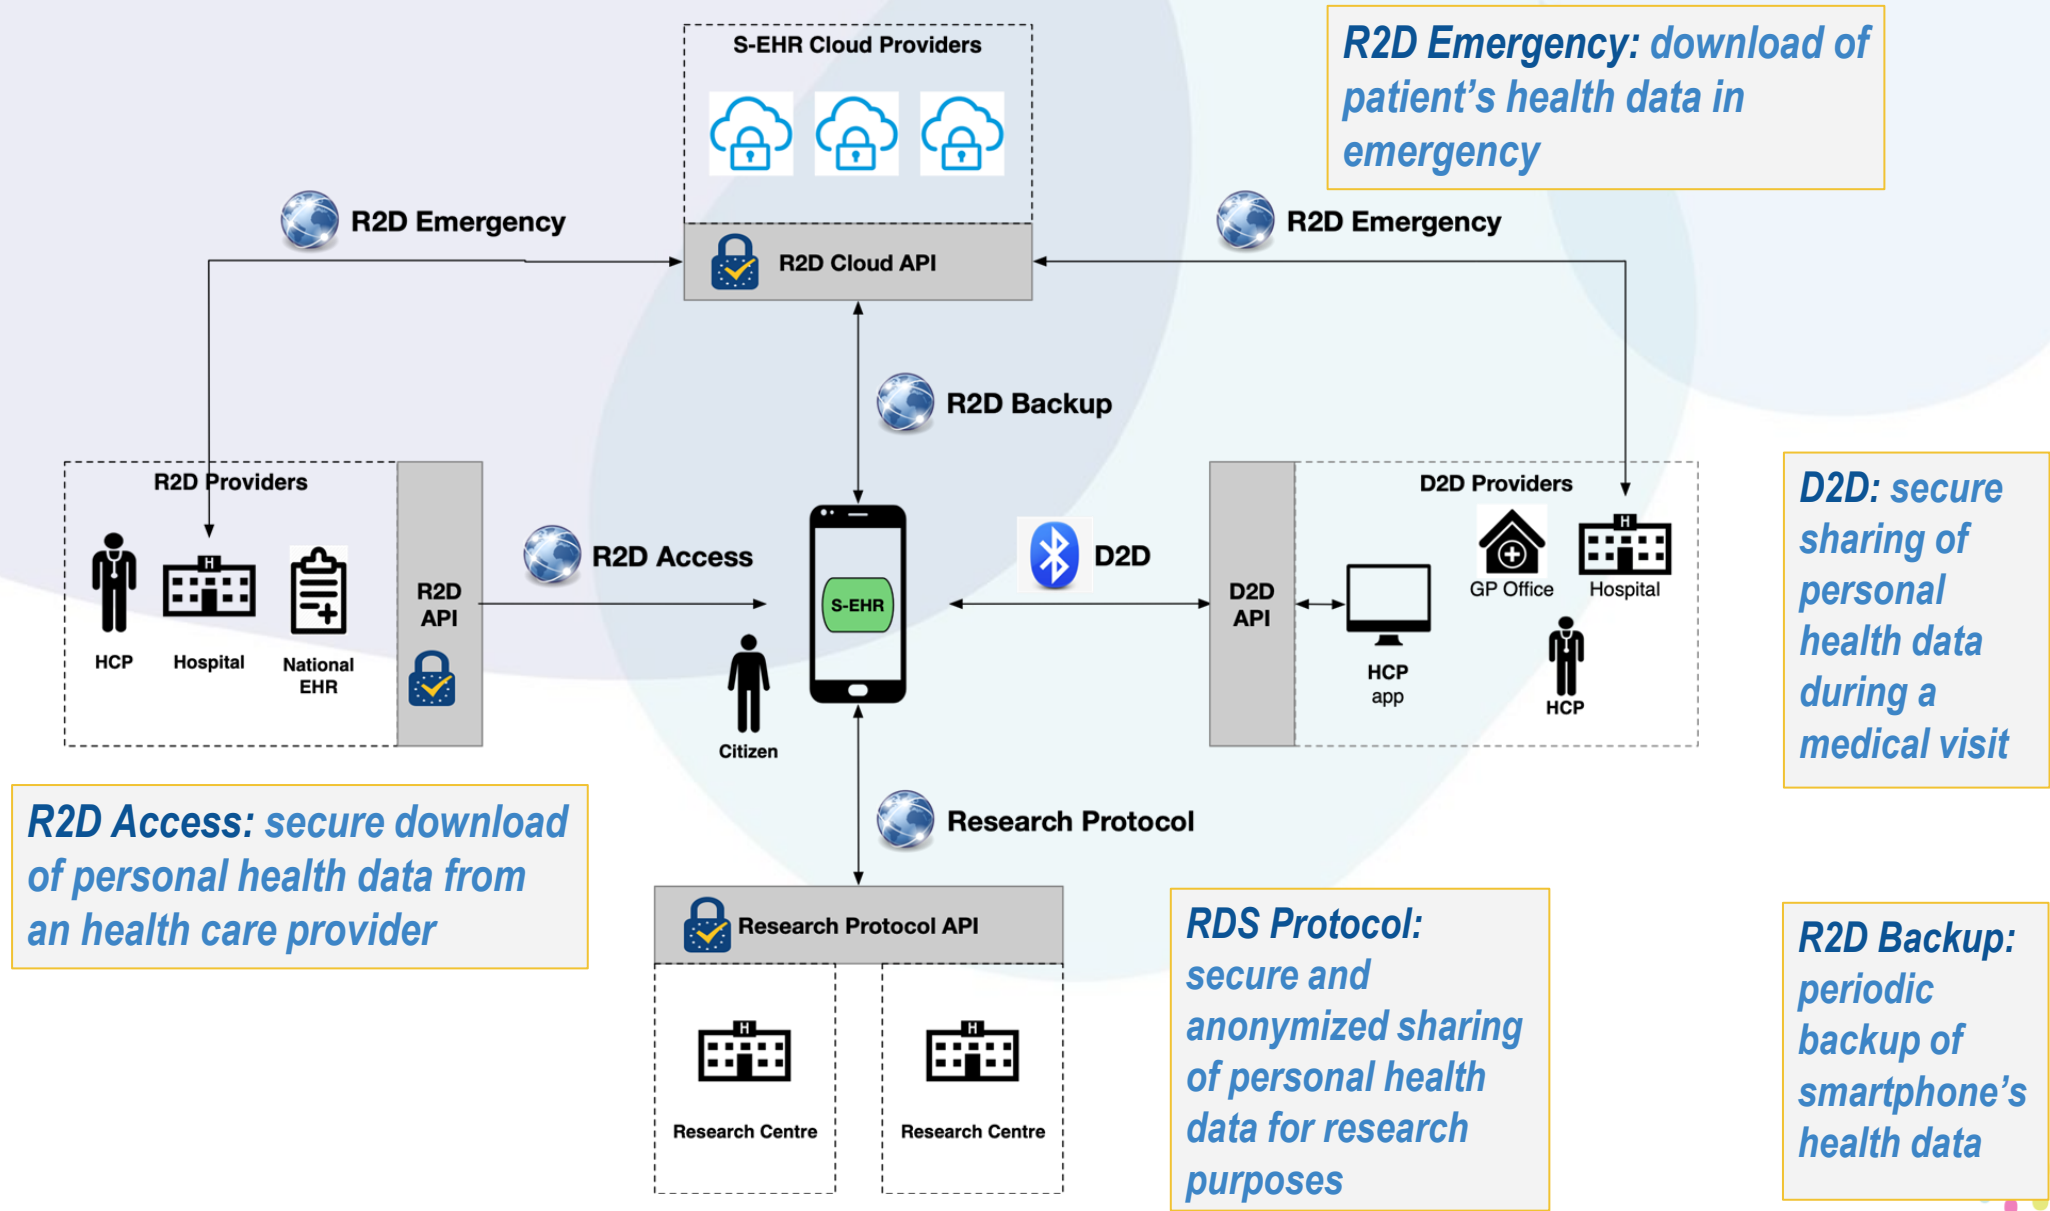 S-EHR Cloud Providers
R2D Emergency: download of
patient’s health data in
emergency
R2D Emergency
R2D Emergency
R2D Cloud API
R2D Backup
R2D Providers
HCP
Hospital
National
EHR
R2D
API
R2D Access
S-EHR
Citizen
D2D
D2D
API
D2D Providers
GP Office
Hospital
HCP
app
HCP
D2D: secure
sharing of
personal
health data
during a
medical visit
R2D Access: secure download
of personal health data from
an health care provider
Research Protocol
Research Protocol API
Research Centre
Research Centre
RDS Protocol:
secure and
anonymized sharing
of personal health
data for research
purposes
R2D Backup:
periodic
backup of
smartphone’s
health data